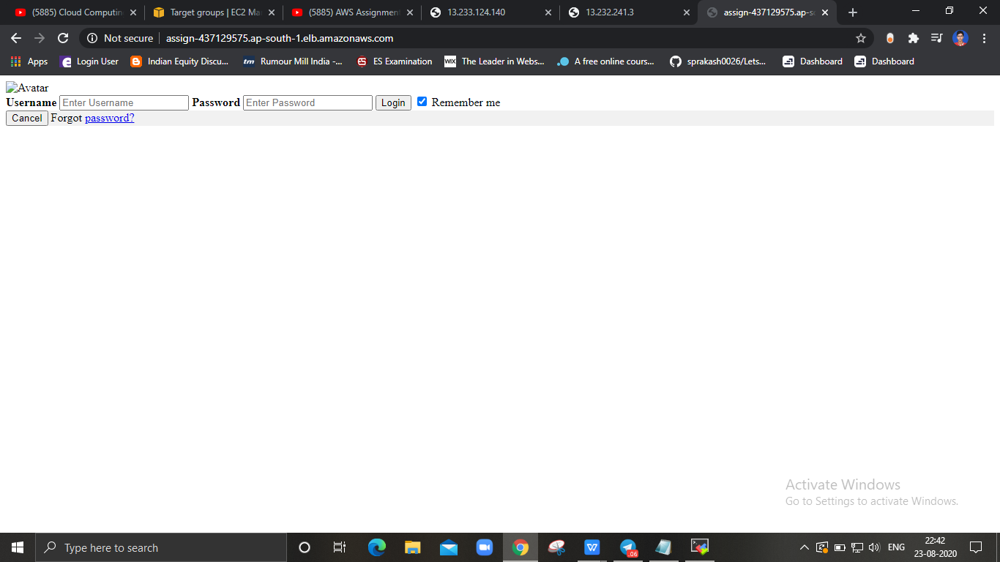 (5885) Cloud Computin
Target groups | EC2 Ma
(5885) AWS Assignment
13.233.124.140
13.232.241.3
assign-437129575.ap-s
Not secure
assign-437129575.ap-south-1.elb.amazonaws.com
Apps
Login User
Indian Equity Discu...
tm
Rumour Mill India -...
ES
ES Examination
WIX
The Leader in Webs...
A free online cours...
sprakash0026/Lets...
Dashboard
Dashboard
Avatar
Username Enter Username Password Enter Password Login Remember me
Cancel Forgot password?
Activate Windows
Go to Settings to activate Windows.
Type here to search
.06
ENG
22:42
23-08-2020